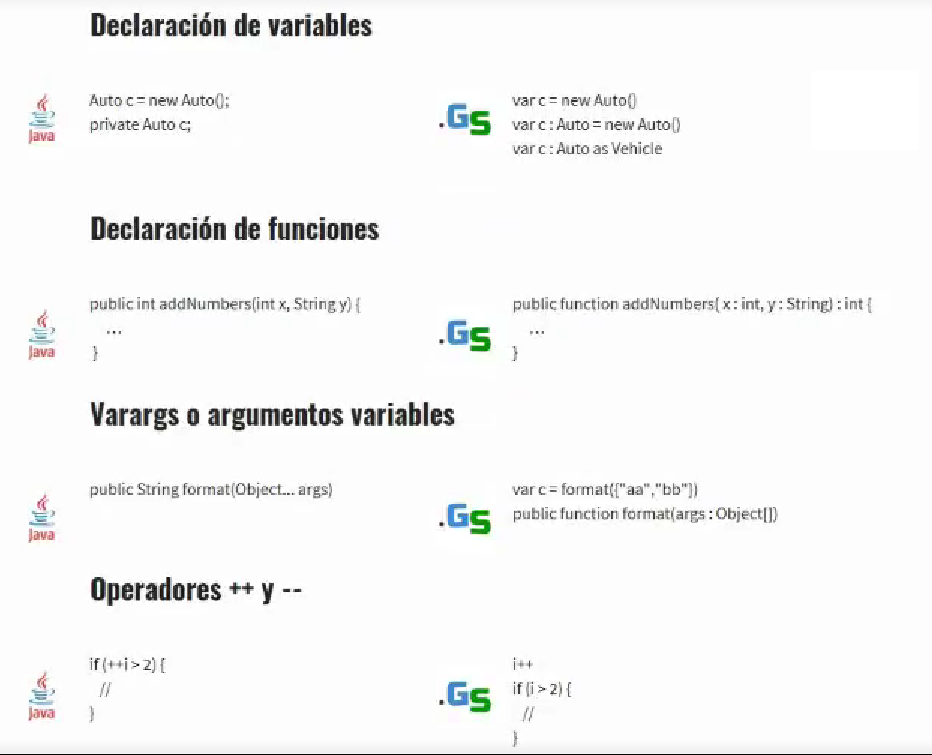 Declaración de variables
Auto c = new Auto();
private Auto c;
Java
.GS
var c = new Auto()
var c : Auto = new Auto()
var c : Auto as Vehicle
Declaración de funciones
public int addNumbers(int x, String y) {
...
}
Java
.GS
public function addNumbers( x : int, y : String) : int {
...
}
Varargs o argumentos variables
public String format(Object... args)
Java
.GS
var c = format({"aa","bb"})
public function format(args : Object[])
Operadores ++ y --
if (++i > 2) {
//
}
Java
.GS
i++
if (i > 2) {
//
}